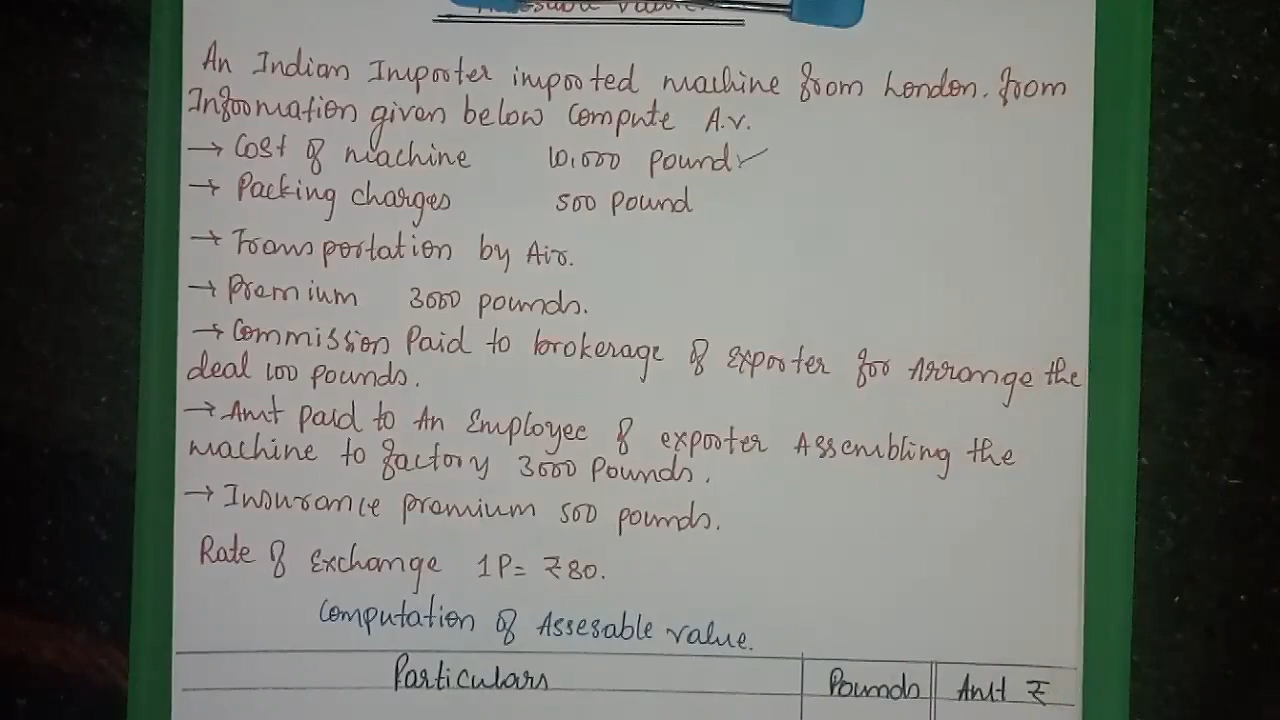 An Indian Importer imported machine from London. from
Information given below compute A.V.
→ Cost of machine 10,000 pound ✓
→ Packing charges 500 pound
→ Transportation by Air.
→ premium 3000 pounds.
→ Commission Paid to brokerage of exporter for Arrange the
deal 100 pounds.
→ Amt paid to An Employee of exporter Assembling the
machine to factory 3000 Pounds.
→ Insurance premium 500 pounds.
Rate of Exchange 1P= ₹80.
Computation of Assesable value.
Particulars Pounds Amt ₹